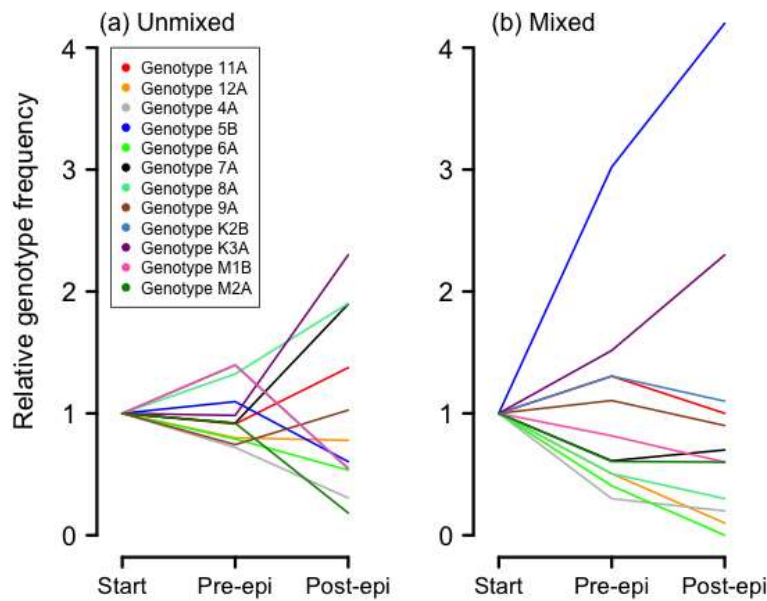 (a) Unmixed
(b) Mixed
Relative genotype frequency
4
3
2
1
0
Genotype 11A
Genotype 12A
Genotype 4A
Genotype 5B
Genotype 6A
Genotype 7A
Genotype 8A
Genotype 9A
Genotype K2B
Genotype K3A
Genotype M1B
Genotype M2A
4
3
2
1
0
Start Pre-epi Post-epi
Start Pre-epi Post-epi